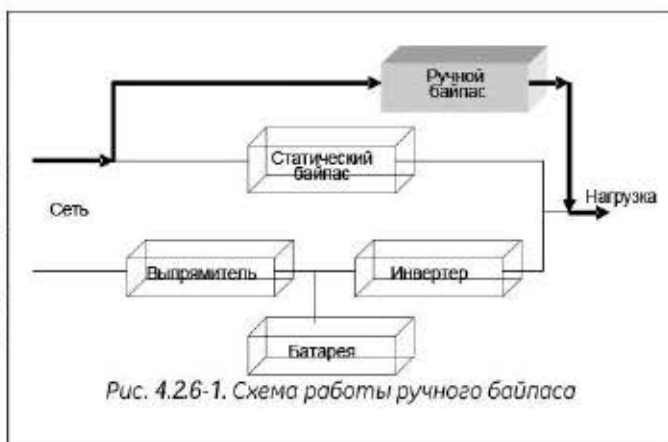 Ручной
байпас
Статический
байпас
Сеть
Нагрузка
Выпрямитель
Инвертер
Батарея
Рис. 4.2.6-1. Схема работы ручного байпаса